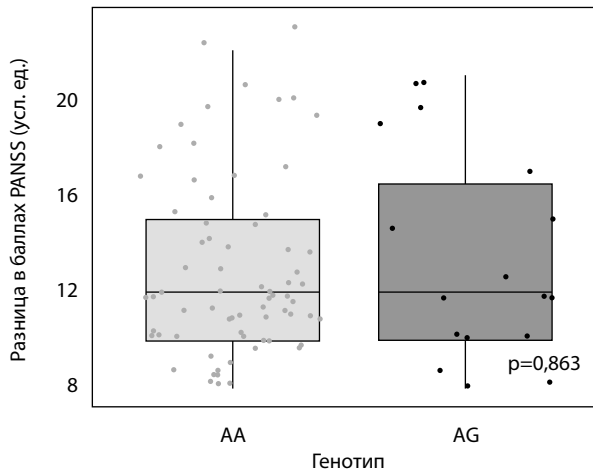 Разница в баллах PANSS (усл. ед.)
20
16
12
8
p=0,863
AA
AG
Генотип